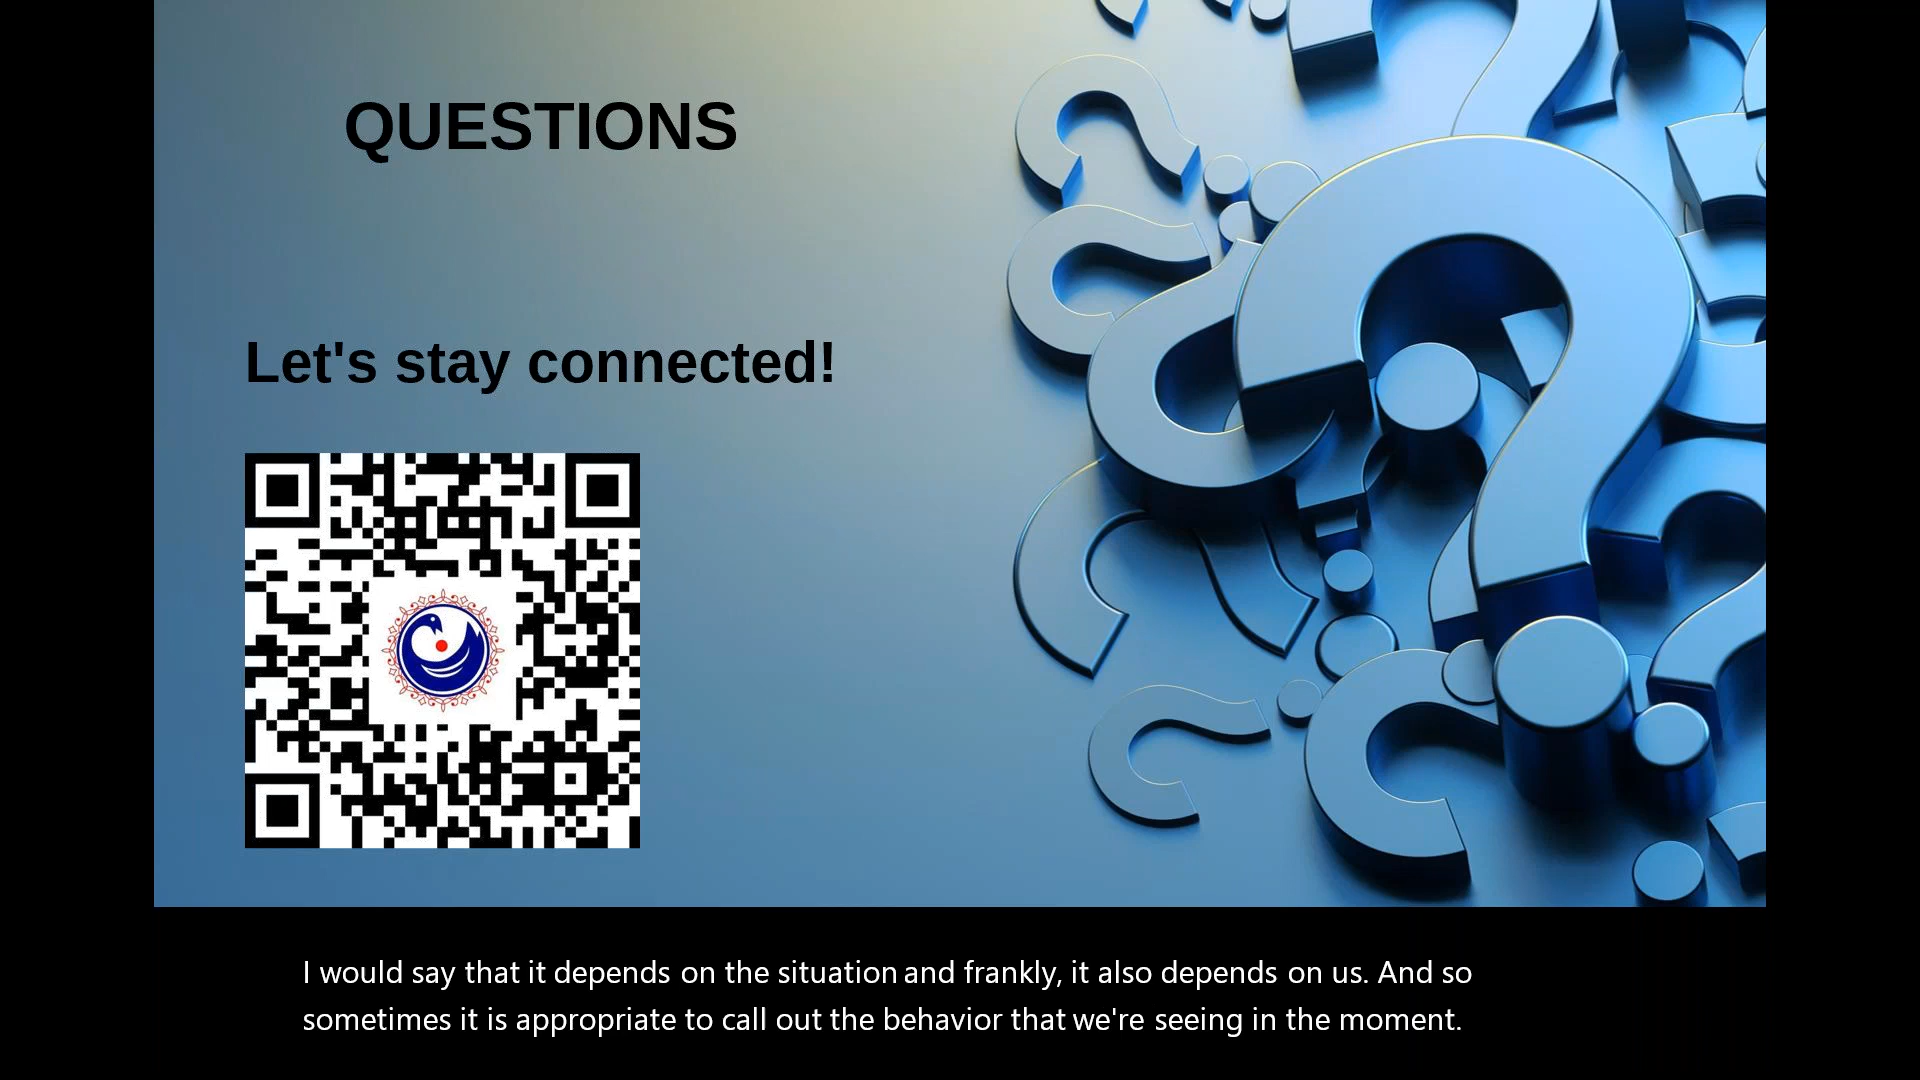 QUESTIONS
Let's stay connected!
I would say that it depends on the situation and frankly, it also depends on us. And so
sometimes it is appropriate to call out the behavior that we're seeing in the moment.